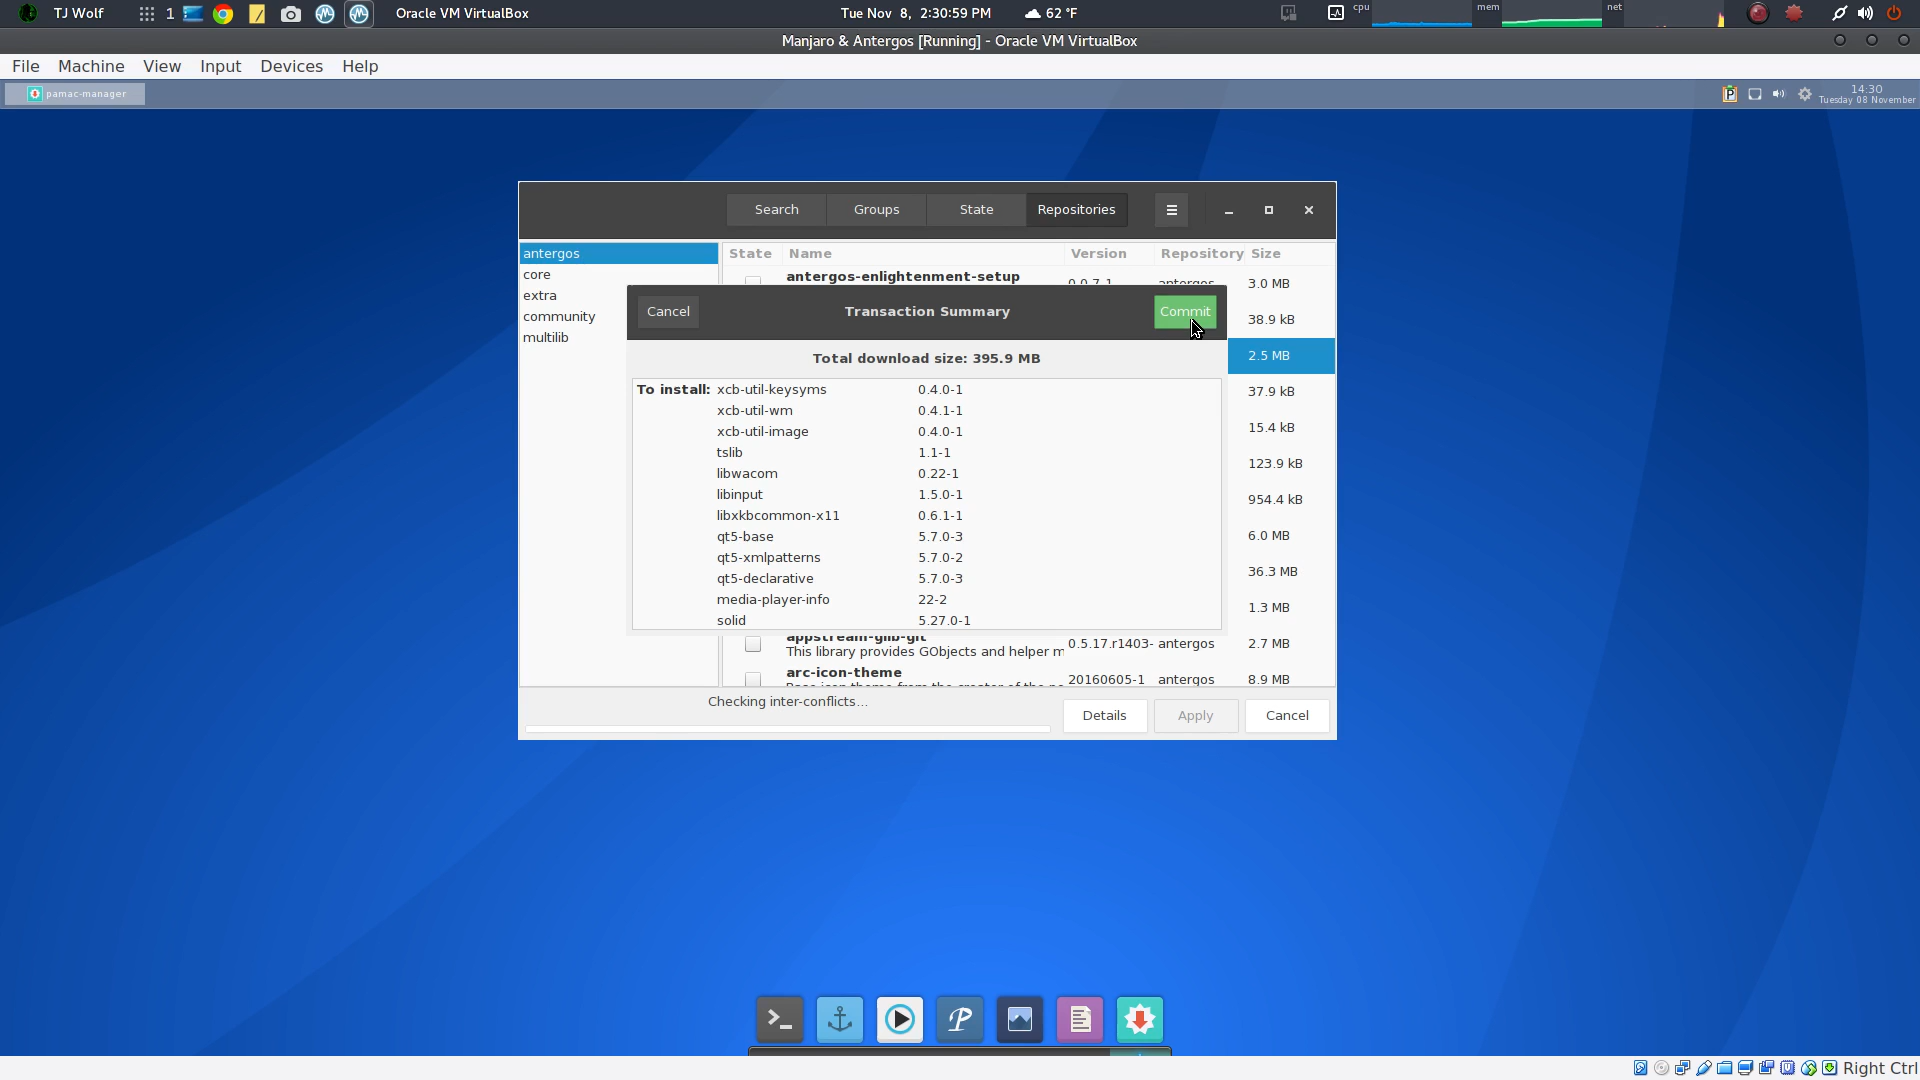 TJ Wolf 1 Oracle VM VirtualBox Tue Nov 8, 2:30:59 PM 62 °F cpu mem net
Manjaro & Antergos [Running] - Oracle VM VirtualBox
File Machine View Input Devices Help
pamac-manager 14:30
Tuesday 08 November
Search Groups State Repositories
antergos State Name Version Repository Size
core
extra
community
multilib
antergos-enlightenment-setup
0.0.7-1 antergos 3.0 MB
Cancel Transaction Summary Commit
38.9 kB
Total download size: 395.9 MB
2.5 MB
To install: xcb-util-keysyms 0.4.0-1
37.9 kB
xcb-util-wm 0.4.1-1
xcb-util-image 0.4.0-1
15.4 kB
tslib 1.1-1
123.9 kB
libwacom 0.22-1
libinput 1.5.0-1
954.4 kB
libxkbcommon-x11 0.6.1-1
qt5-base 5.7.0-3
6.0 MB
qt5-xmlpatterns 5.7.0-2
36.3 MB
qt5-declarative 5.7.0-3
media-player-info 22-2
1.3 MB
solid 5.27.0-1
appstream-glib-git
This library provides GObjects and helper m 0.5.17.r1403- antergos 2.7 MB
arc-icon-theme
20160605-1 antergos 8.9 MB
Checking inter-conflicts...
Details Apply Cancel
Right Ctrl